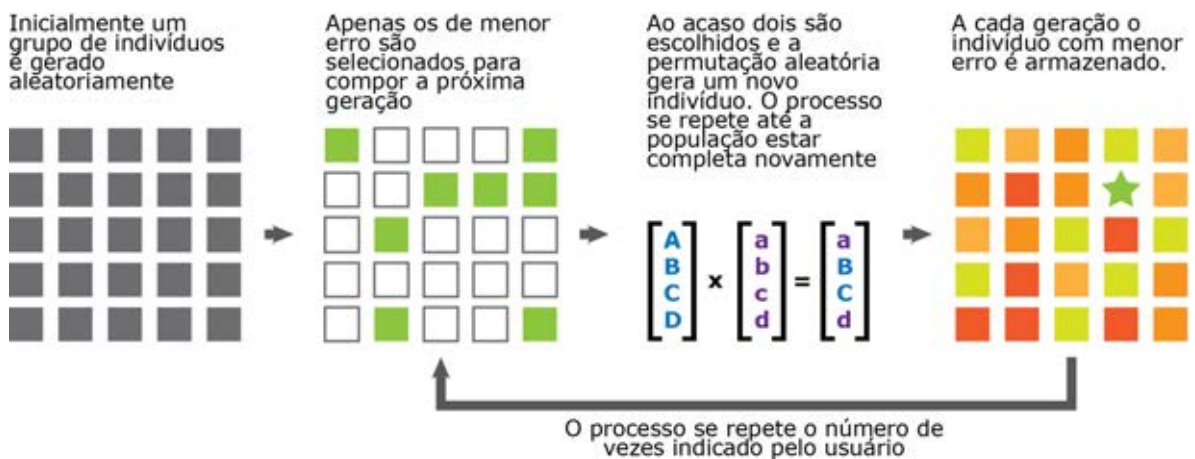 Inicialmente um
grupo de indivíduos
é gerado
aleatoriamente
Apenas os de menor
erro são
selecionados para
compor a próxima
geração
Ao acaso dois são
escolhidos e a
permutação aleatória
gera um novo
indivíduo. O processo
se repete até a
população estar
completa novamente
A cada geração o
indivíduo com menor
erro é armazenado.
A a a
B x b = B
C c C
D d d
O processo se repete o número de
vezes indicado pelo usuário